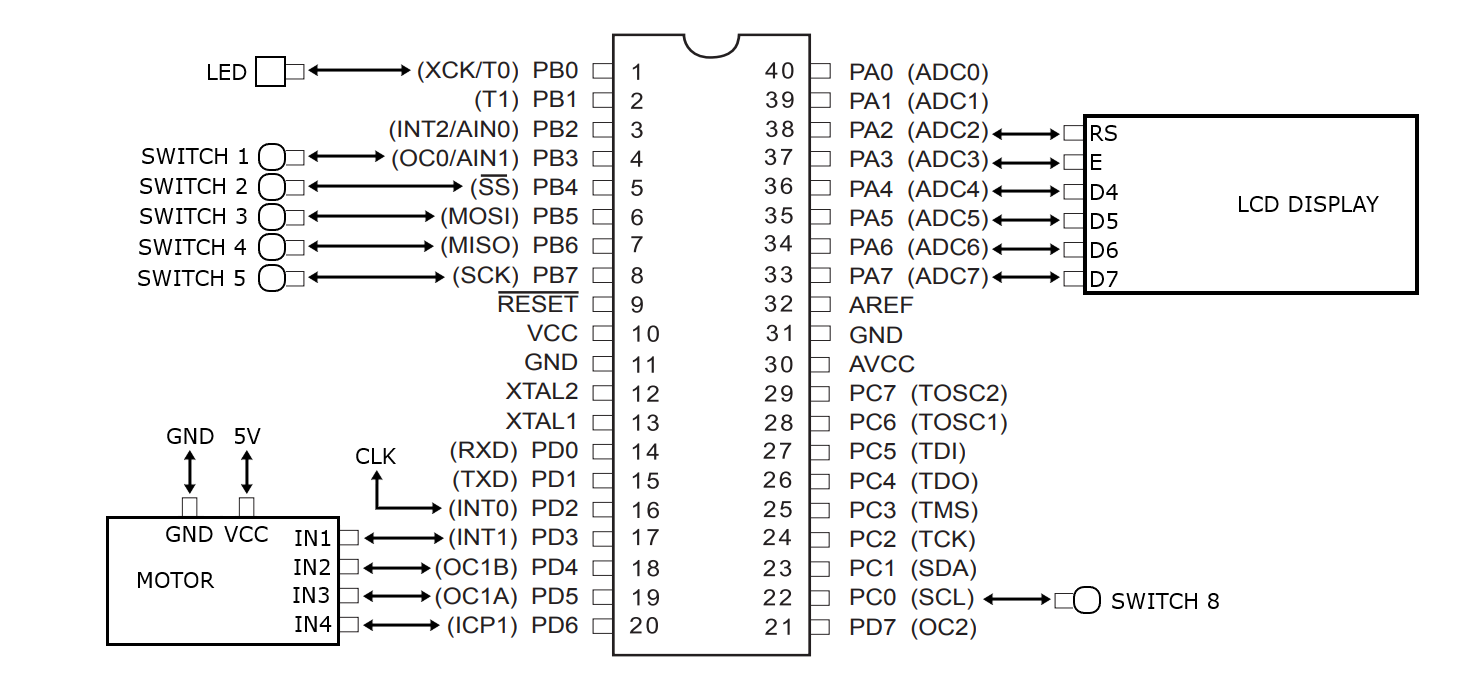 LED (XCK/T0) PB0 1 40 PA0 (ADC0)
(T1) PB1 2 39 PA1 (ADC1)
(INT2/AIN0) PB2 3 38 PA2 (ADC2) RS
SWITCH 1 (OC0/AIN1) PB3 4 37 PA3 (ADC3) E
SWITCH 2 (S̅S̅) PB4 5 36 PA4 (ADC4) D4
LCD DISPLAY
SWITCH 3 (MOSI) PB5 6 35 PA5 (ADC5) D5
SWITCH 4 (MISO) PB6 7 34 PA6 (ADC6) D6
SWITCH 5 (SCK) PB7 8 33 PA7 (ADC7) D7
R̅E̅S̅E̅T̅ 9 32 AREF
VCC 10 31 GND
GND 11 30 AVCC
XTAL2 12 29 PC7 (TOSC2)
XTAL1 13 28 PC6 (TOSC1)
GND 5V
(RXD) PD0 14 27 PC5 (TDI)
CLK
(TXD) PD1 15 26 PC4 (TDO)
(INT0) PD2 16 25 PC3 (TMS)
GND VCC IN1 (INT1) PD3 17 24 PC2 (TCK)
IN2 (OC1B) PD4 18 23 PC1 (SDA)
MOTOR
IN3 (OC1A) PD5 19 22 PC0 (SCL) SWITCH 8
IN4 (ICP1) PD6 20 21 PD7 (OC2)